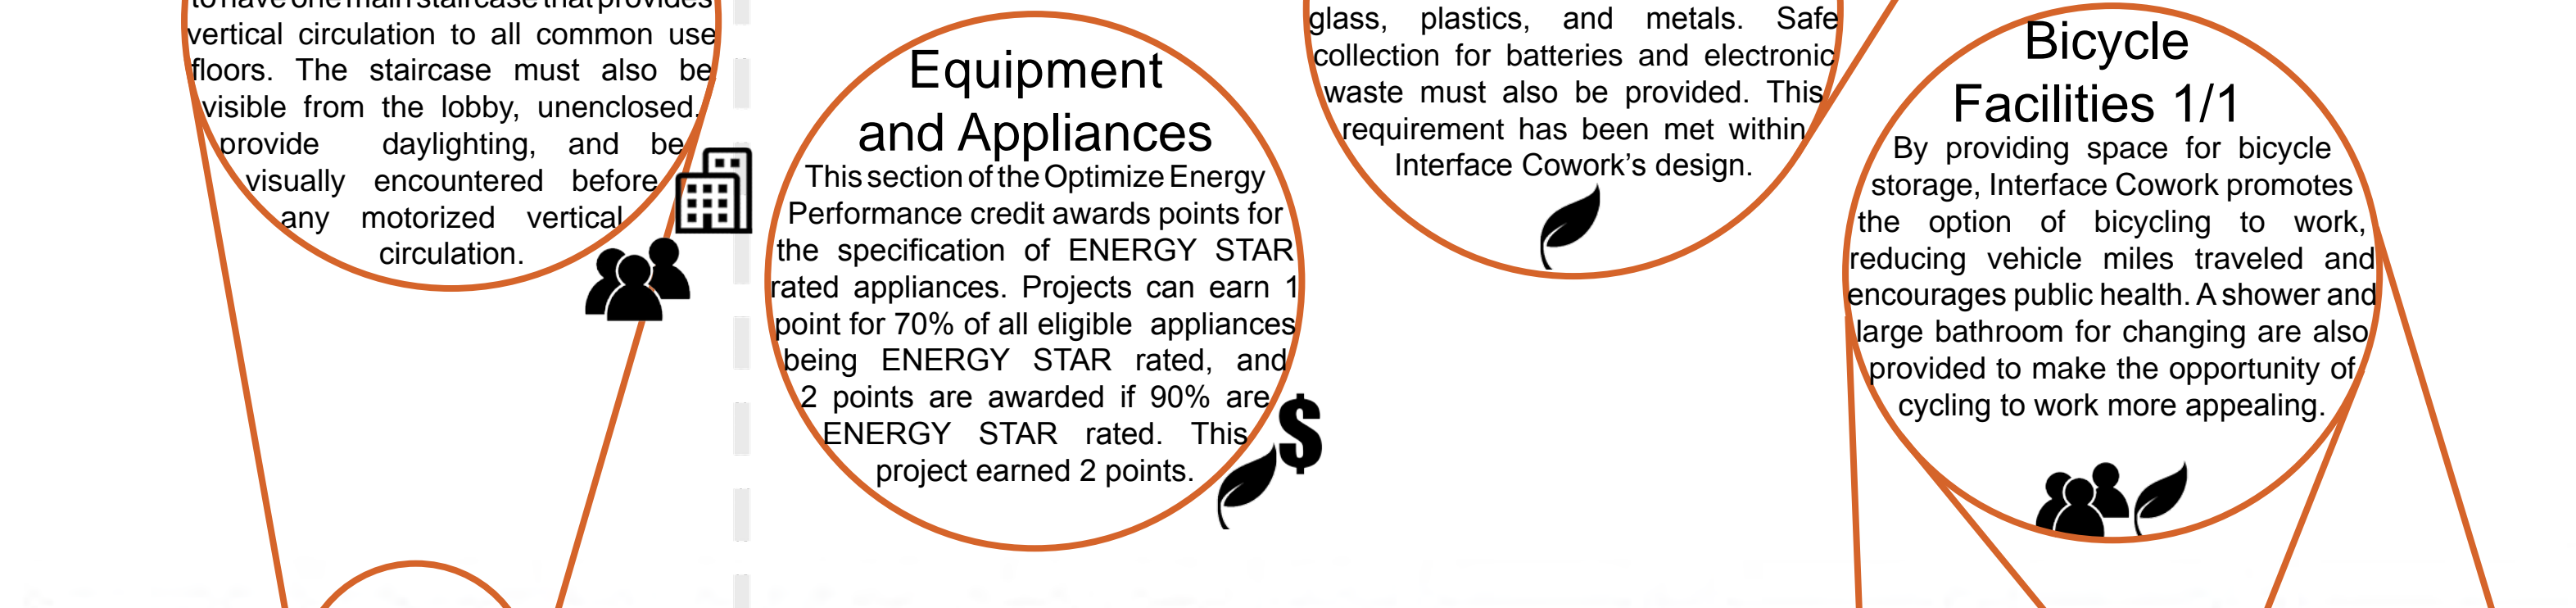 to have one main staircase that provides
vertical circulation to all common use
floors. The staircase must also be
visible from the lobby, unenclosed.
provide daylighting, and be
visually encountered before
any motorized vertical
circulation.
Equipment
and Appliances
This section of the Optimize Energy
Performance credit awards points for
the specification of ENERGY STAR
rated appliances. Projects can earn 1
point for 70% of all eligible appliances
being ENERGY STAR rated, and
2 points are awarded if 90% are
ENERGY STAR rated. This
project earned 2 points.
$
glass, plastics, and metals. Safe
collection for batteries and electronic
waste must also be provided. This
requirement has been met within
Interface Cowork's design.
Bicycle
Facilities 1/1
By providing space for bicycle
storage, Interface Cowork promotes
the option of bicycling to work,
reducing vehicle miles traveled and
encourages public health. A shower and
large bathroom for changing are also
provided to make the opportunity of
cycling to work more appealing.